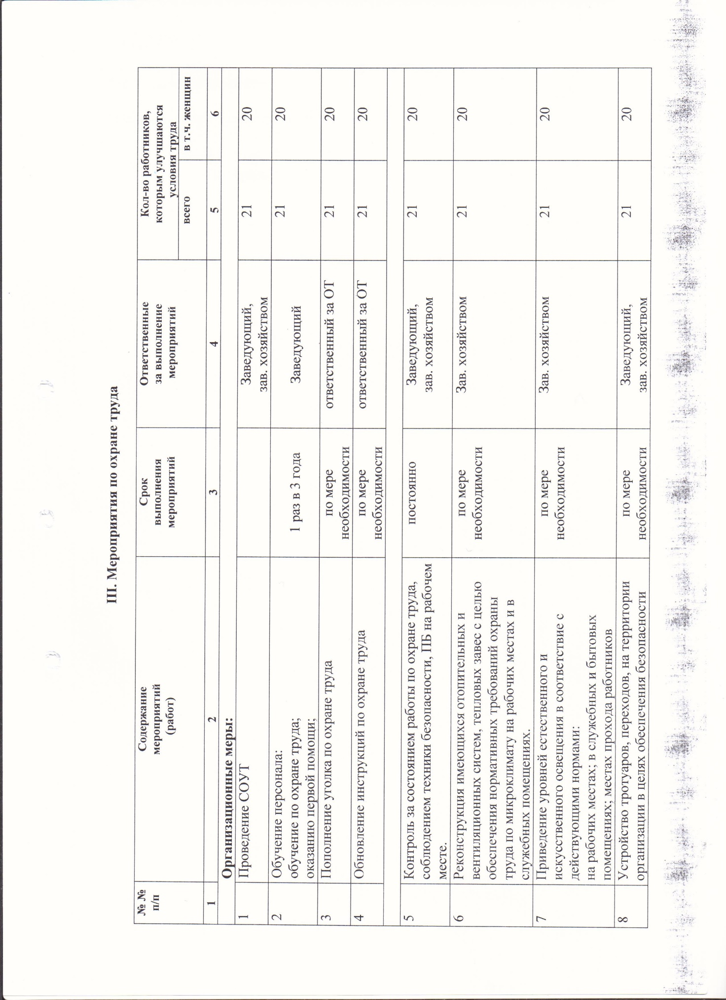 III. Мероприятия по охране труда
№ №
п/п
Содержание
мероприятий
(работ)
Срок
выполнения
мероприятий
Ответственные
за выполнение
мероприятий
Кол-во работников,
которым улучшаются
условия труда
всего
в т.ч. женщин
1
2
3
4
5
6
Организационные меры:
1
Проведение СОУТ
Заведующий,
зав. хозяйством
21
20
2
Обучение персонала:
обучение по охране труда;
оказанию первой помощи;
1 раз в 3 года
Заведующий
21
20
3
Пополнение уголка по охране труда
по мере
необходимости
ответственный за ОТ
21
20
4
Обновление инструкций по охране труда
по мере
необходимости
ответственный за ОТ
21
20
5
Контроль за состоянием работы по охране труда,
соблюдением техники безопасности, ПБ на рабочем
месте.
постоянно
Заведующий,
зав. хозяйством
21
20
6
Реконструкция имеющихся отопительных и
вентиляционных систем, тепловых завес с целью
обеспечения нормативных требований охраны
труда по микроклимату на рабочих местах и в
служебных помещениях.
по мере
необходимости
Зав. хозяйством
21
20
7
Приведение уровней естественного и
искусственного освещения в соответствие с
действующими нормами:
на рабочих местах; в служебных и бытовых
помещениях; местах прохода работников
по мере
необходимости
Зав. хозяйством
21
20
8
Устройство тротуаров, переходов, на территории
организации в целях обеспечения безопасности
по мере
необходимости
Заведующий,
зав. хозяйством
21
20